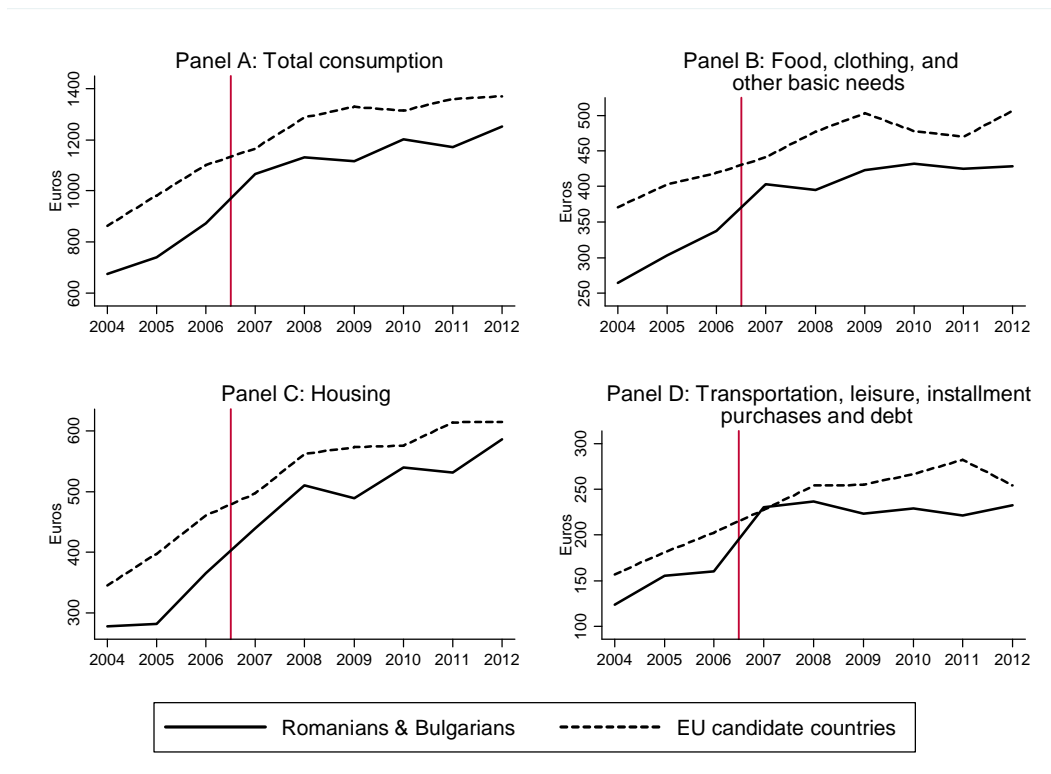 Panel A: Total consumption
Euros
1400
1200
1000
800
600
2004 2005 2006 2007 2008 2009 2010 2011 2012
Panel B: Food, clothing, and
other basic needs
Euros
500
450
400
350
300
250
2004 2005 2006 2007 2008 2009 2010 2011 2012
Panel C: Housing
Euros
600
500
400
300
2004 2005 2006 2007 2008 2009 2010 2011 2012
Panel D: Transportation, leisure, installment
purchases and debt
Euros
300
250
200
150
100
2004 2005 2006 2007 2008 2009 2010 2011 2012
Romanians & Bulgarians EU candidate countries